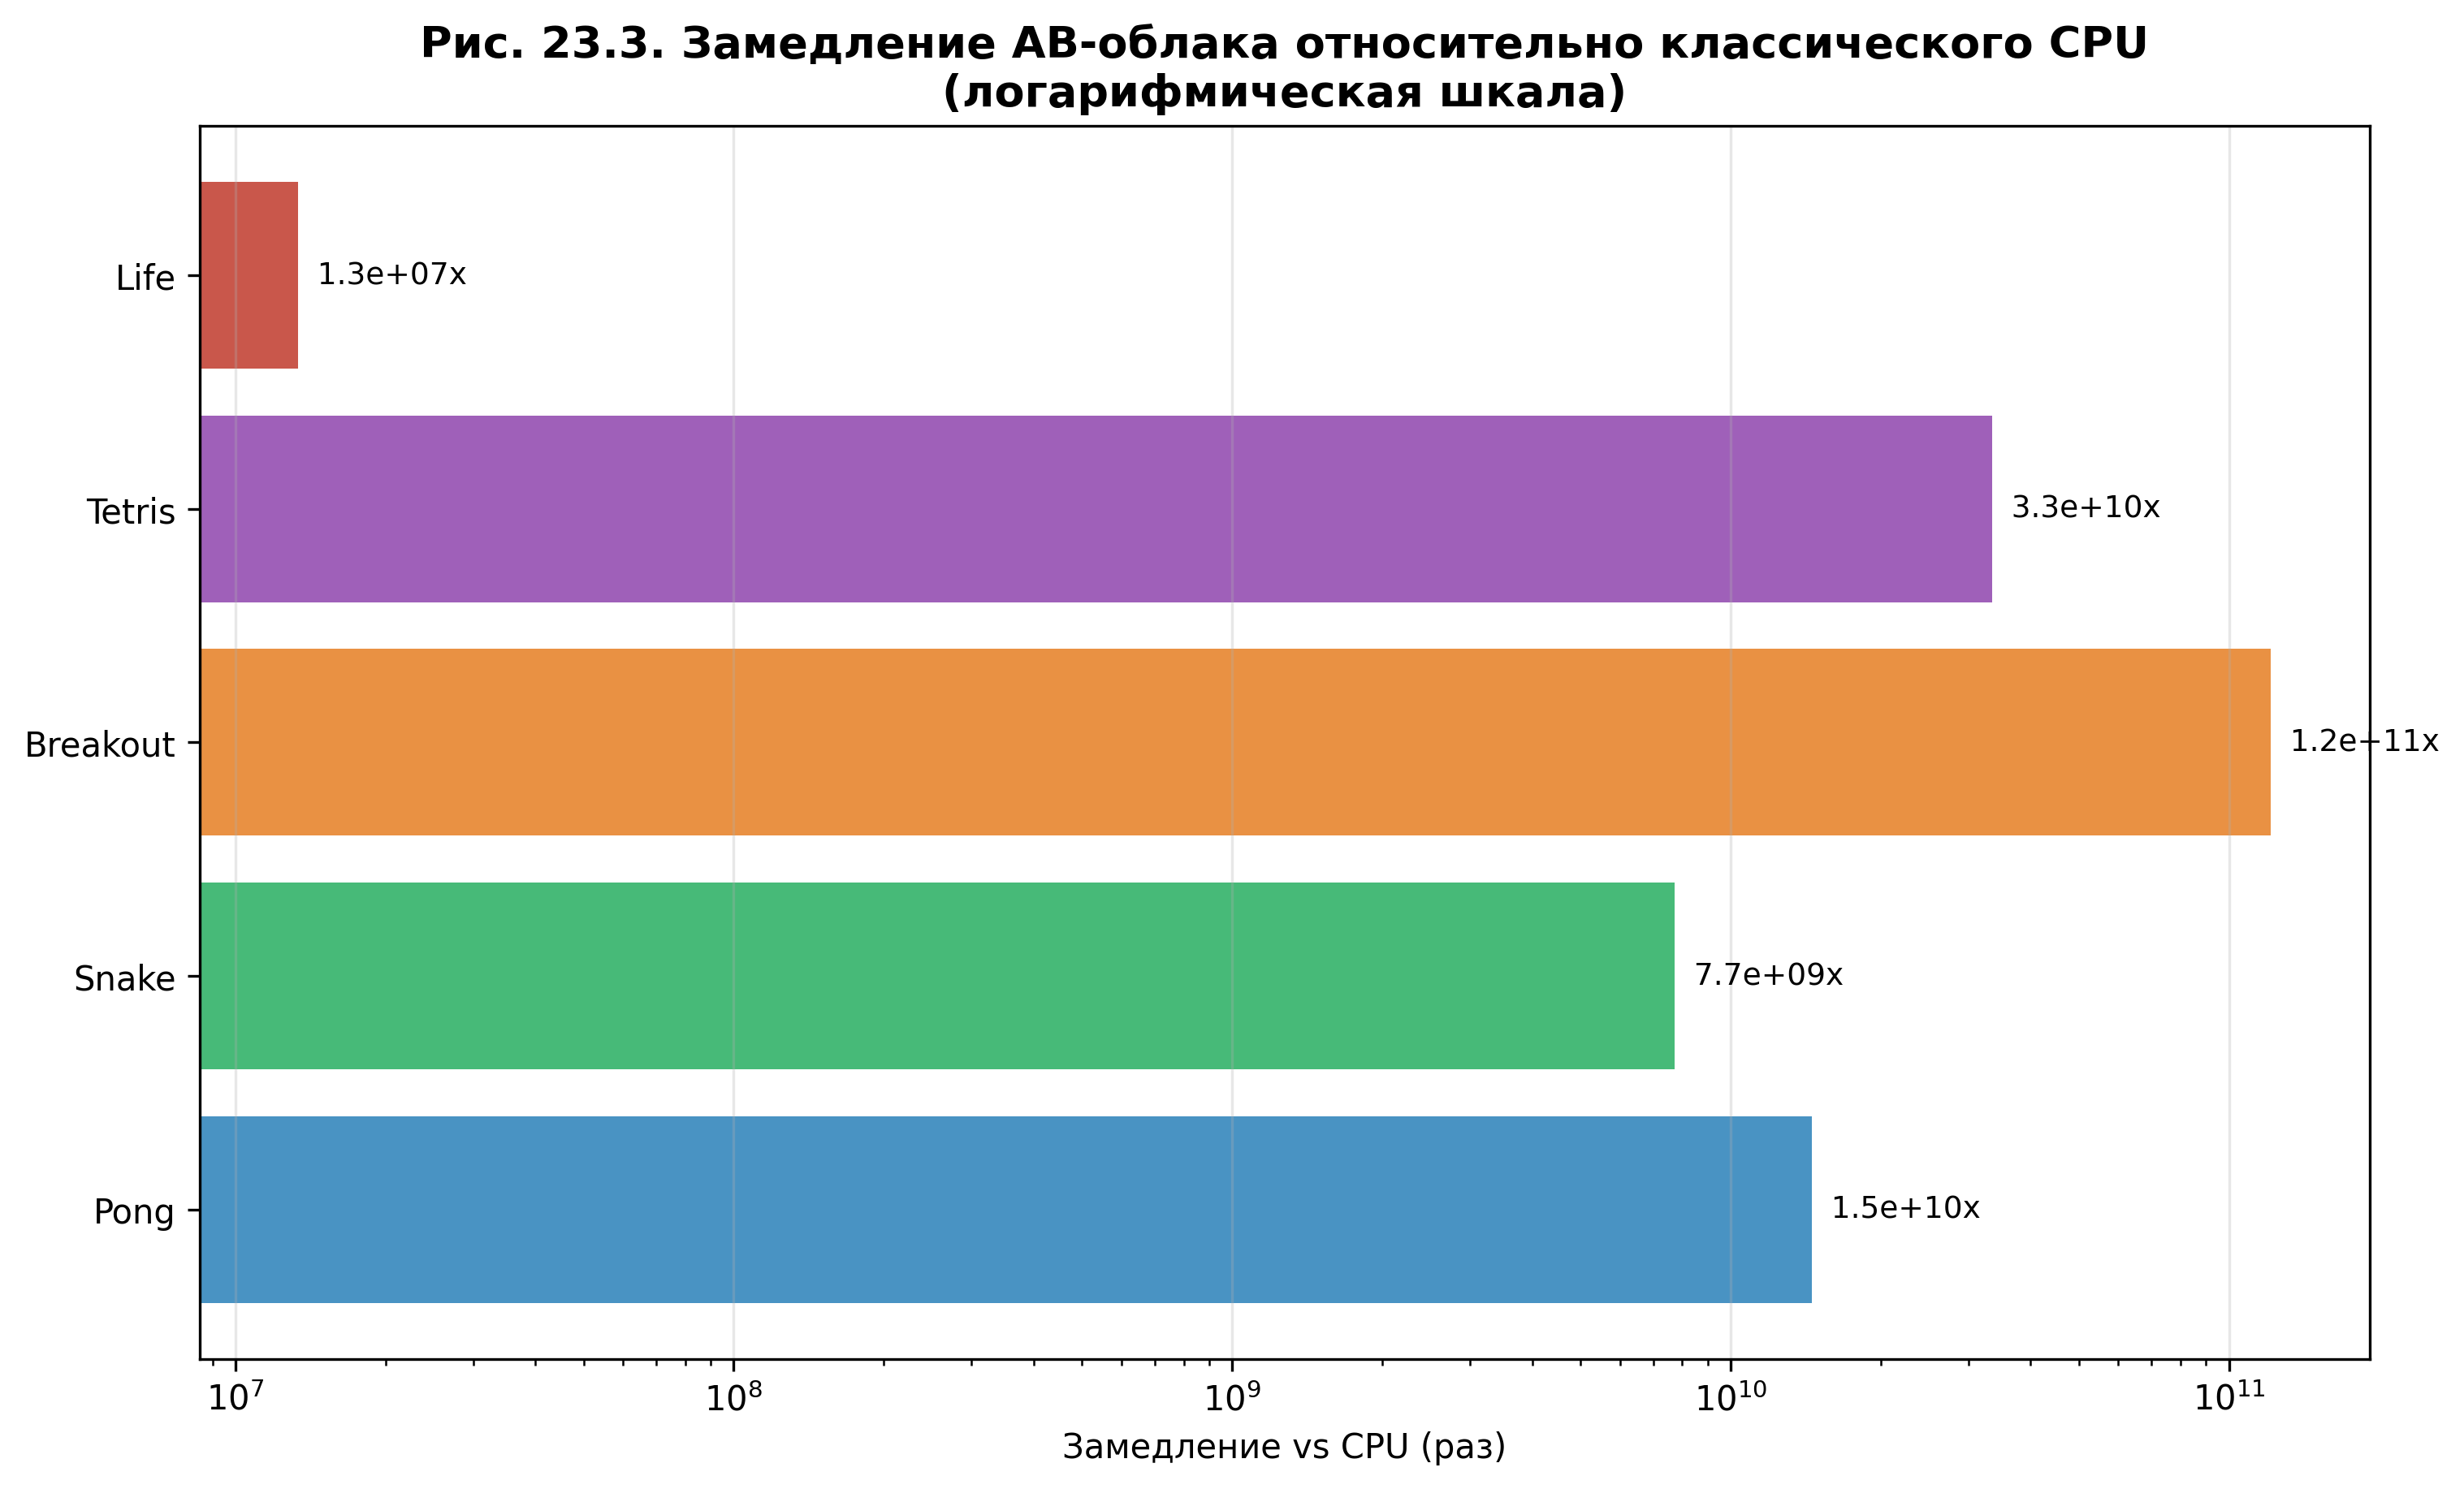 Рис. 23.3. Замедление АВ-облака относительно классического CPU
(логарифмическая шкала)
Life
1.3e+07x
Tetris
3.3e+10x
Breakout
1.2e+11x
Snake
7.7e+09x
Pong
1.5e+10x
10⁷ 10⁸ 10⁹ 10¹⁰ 10¹¹
Замедление vs CPU (раз)